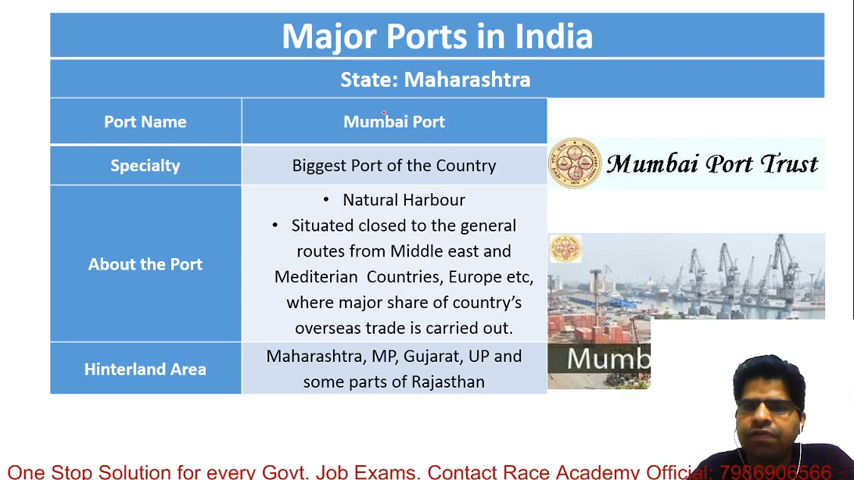 Major Ports in India
State: Maharashtra
Port Name
Mumbai Port
Specialty
Biggest Port of the Country
Mumbai Port Trust
About the Port
• Natural Harbour
• Situated closed to the general
routes from Middle east and
Mediterian Countries, Europe etc,
where major share of country's
overseas trade is carried out.
Mumb
Hinterland Area
Maharashtra, MP, Gujarat, UP and
some parts of Rajasthan
One Stop Solution for every Govt. Job Exams. Contact Race Academy Official: 7986906566